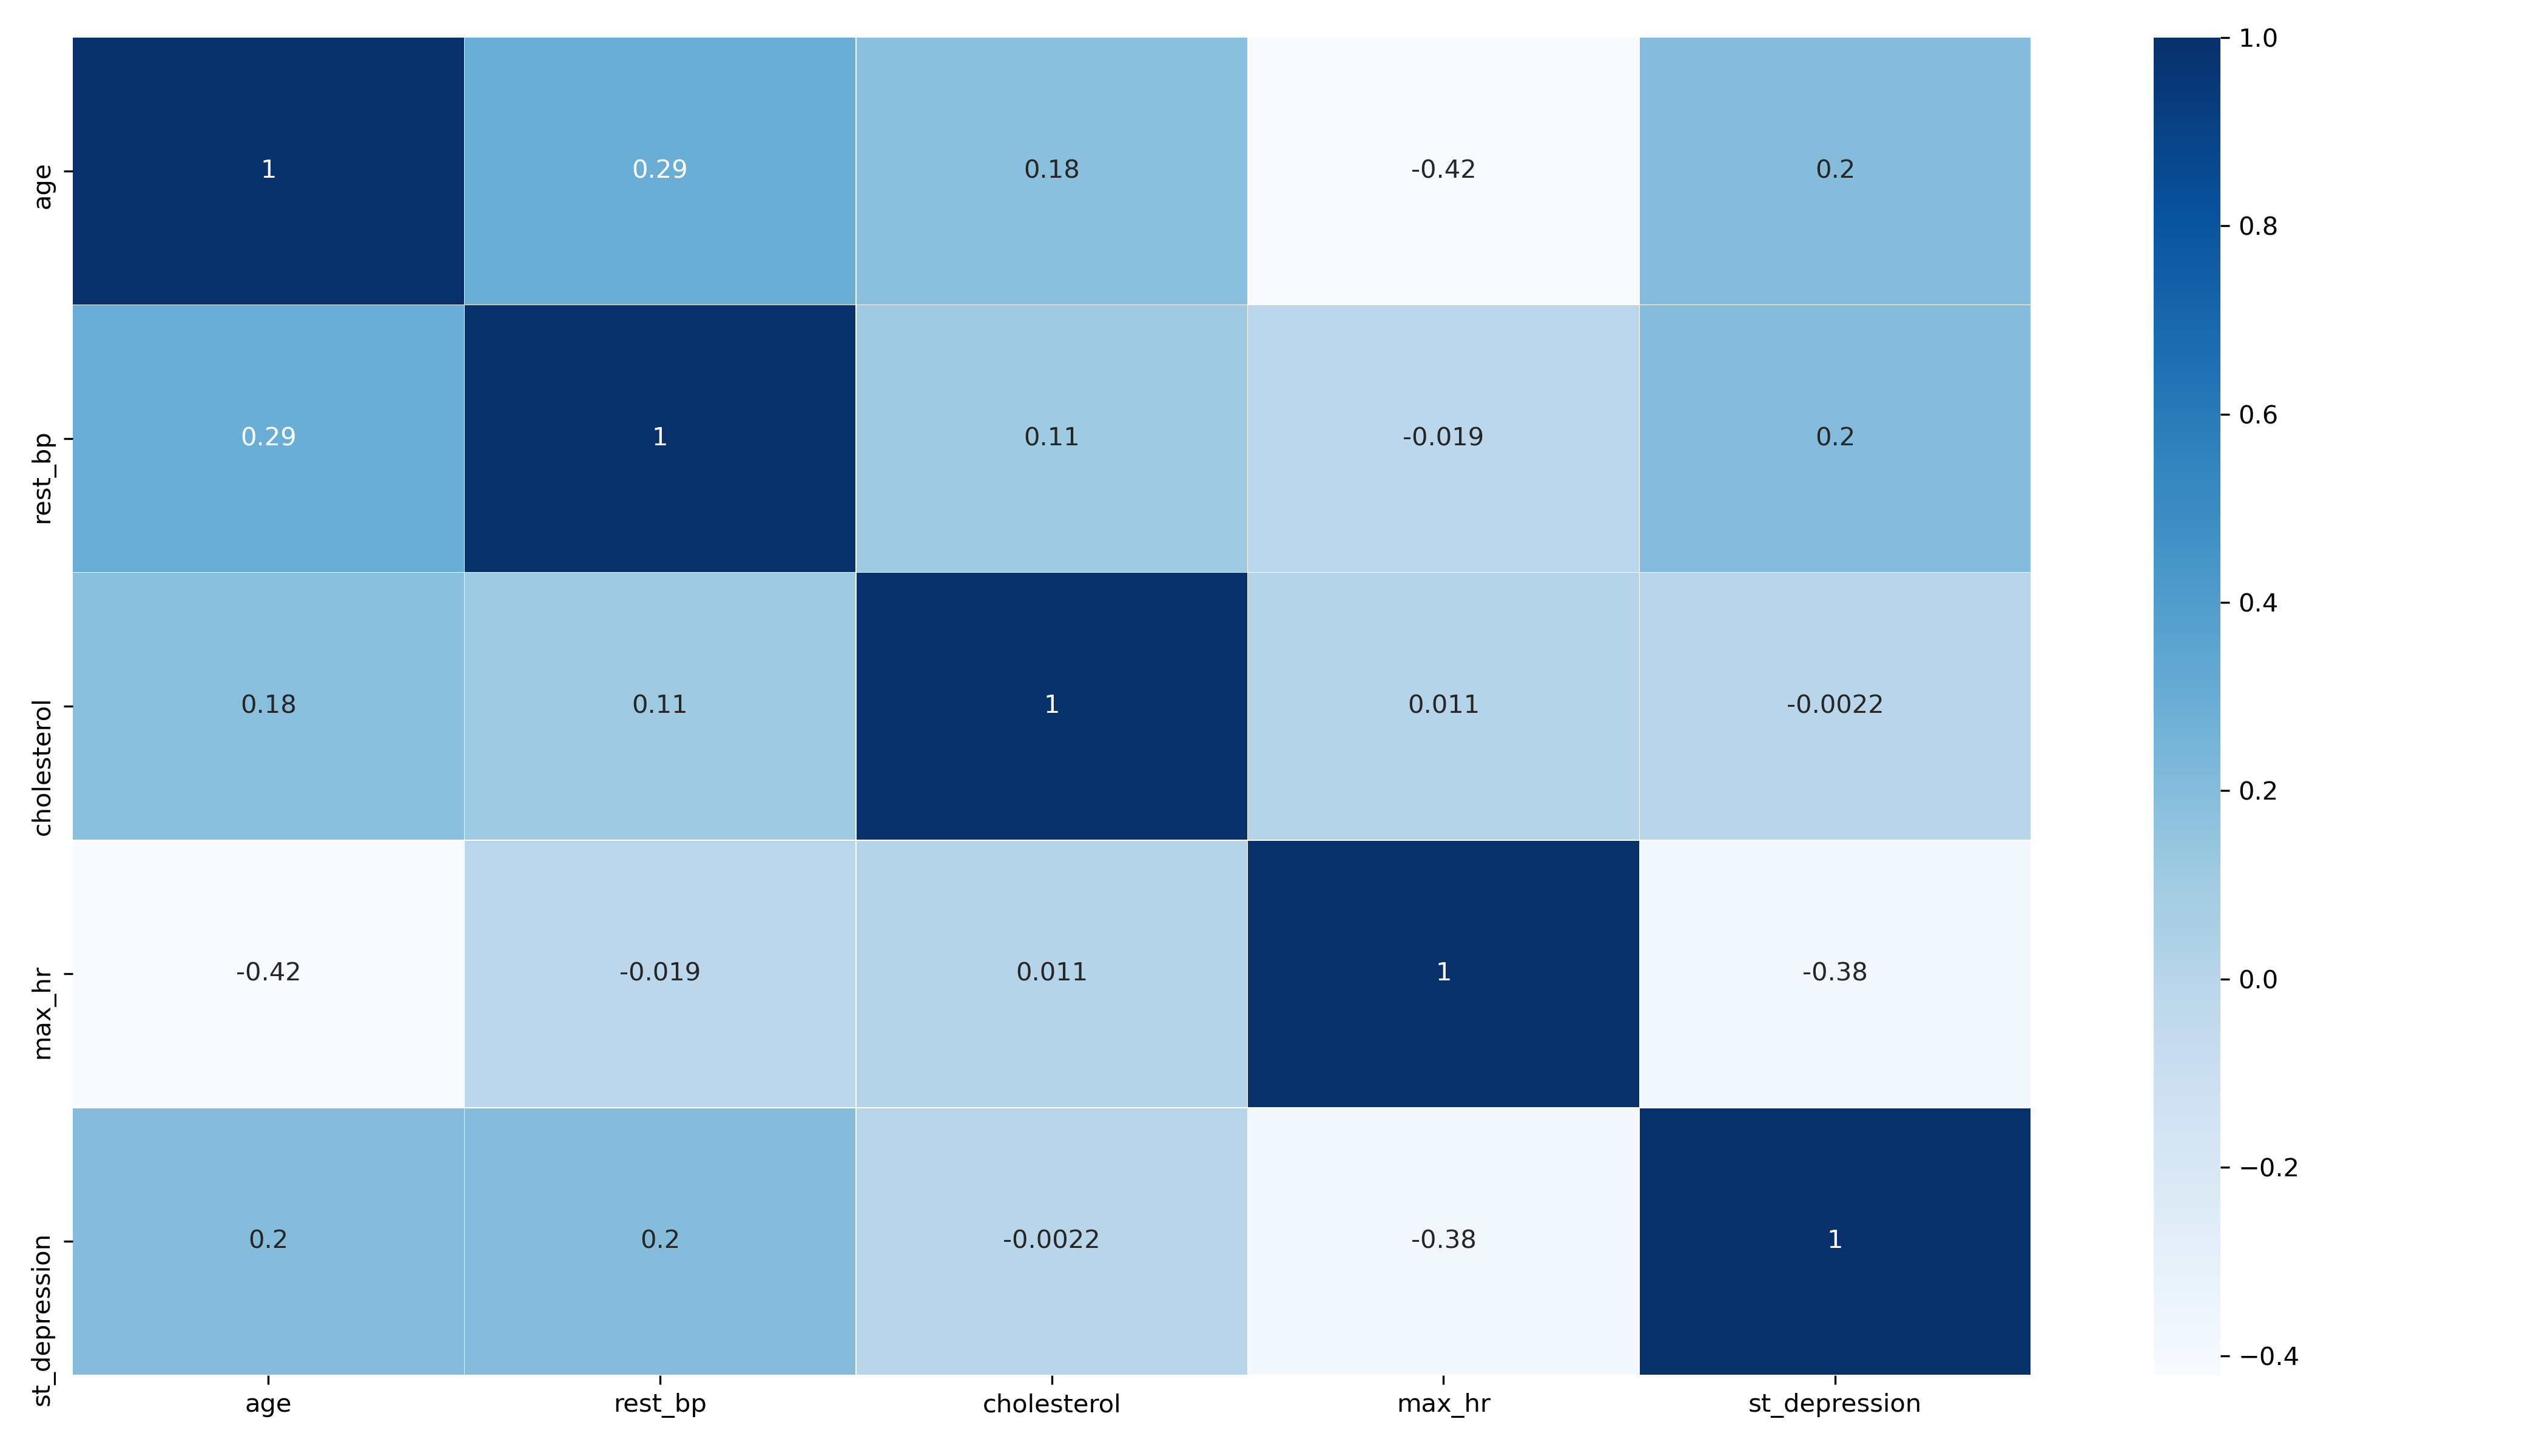 age 1 0.29 0.18 -0.42 0.2
rest_bp 0.29 1 0.11 -0.019 0.2
cholesterol 0.18 0.11 1 0.011 -0.0022
max_hr -0.42 -0.019 0.011 1 -0.38
st_depression 0.2 0.2 -0.0022 -0.38 1
age rest_bp cholesterol max_hr st_depression
1.0
0.8
0.6
0.4
0.2
0.0
−0.2
−0.4